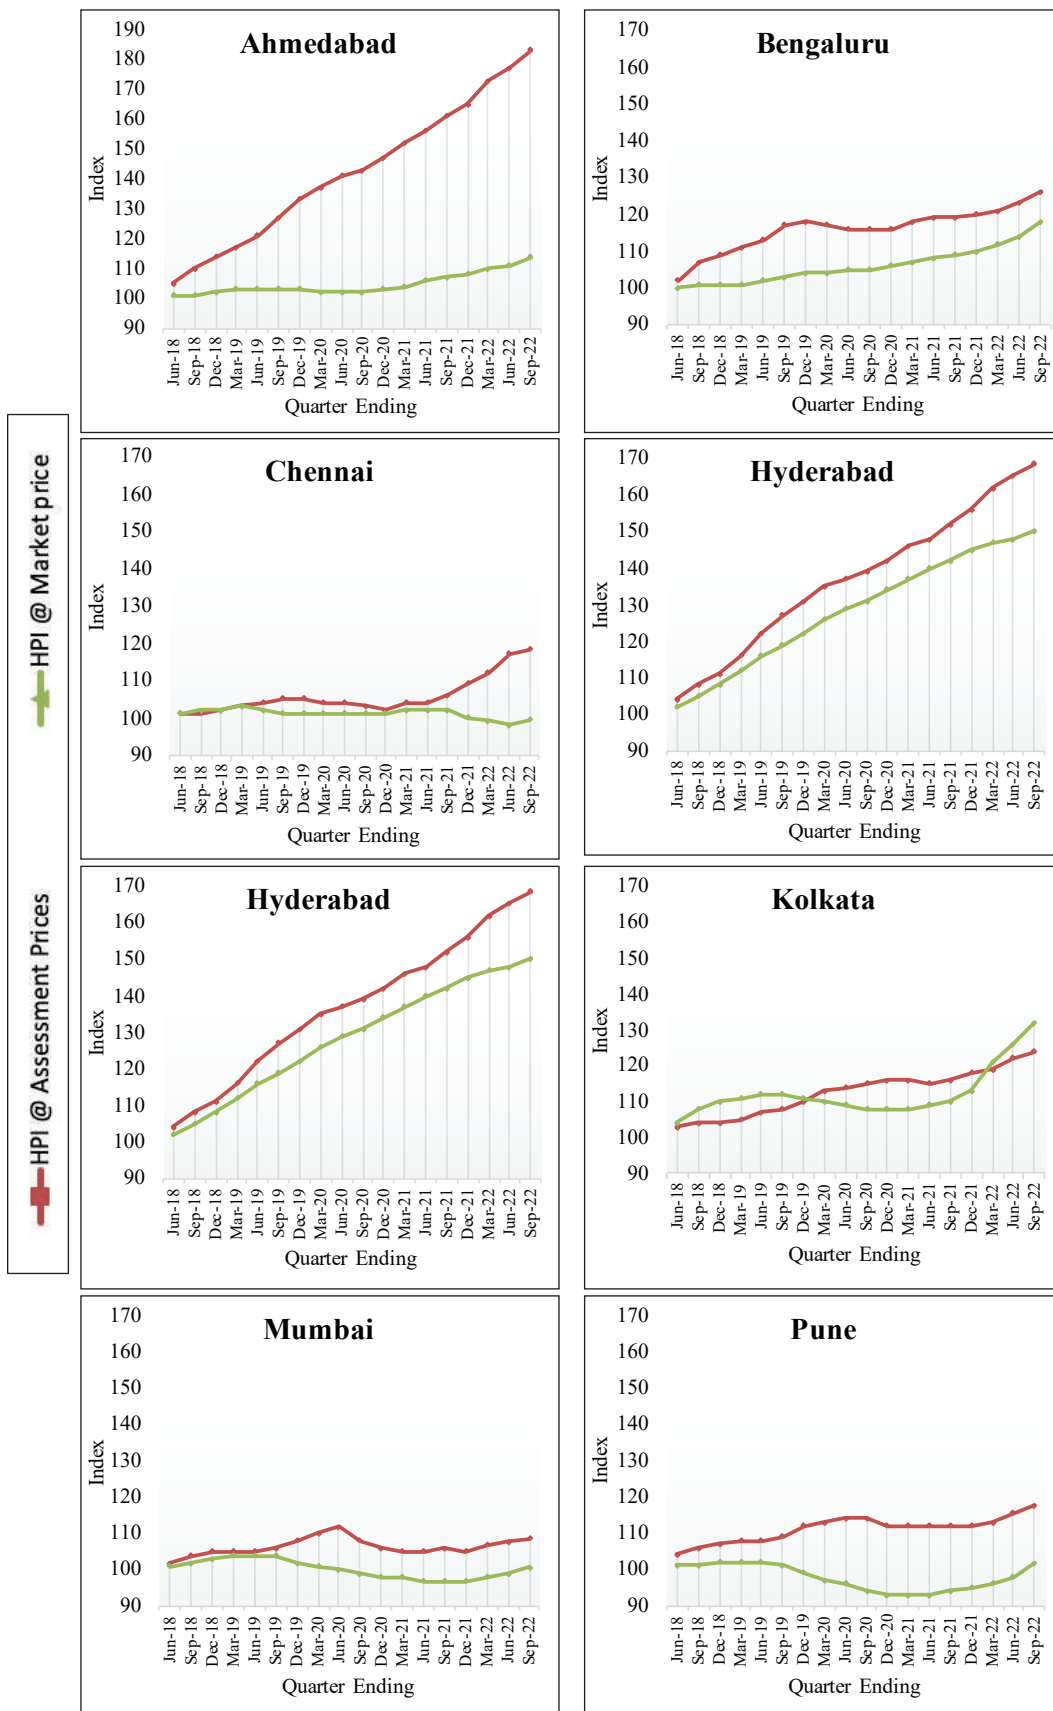 HPI @ Market price
HPI @ Assessment Prices
Ahmedabad
190
180
170
160
150
140
130
120
110
100
90
Index
Jun-18
Sep-18
Dec-18
Mar-19
Jun-19
Sep-19
Dec-19
Mar-20
Jun-20
Sep-20
Dec-20
Mar-21
Jun-21
Sep-21
Dec-21
Mar-22
Jun-22
Sep-22
Quarter Ending
Bengaluru
170
160
150
140
130
120
110
100
90
Index
Jun-18
Sep-18
Dec-18
Mar-19
Jun-19
Sep-19
Dec-19
Mar-20
Jun-20
Sep-20
Dec-20
Mar-21
Jun-21
Sep-21
Dec-21
Mar-22
Jun-22
Sep-22
Quarter Ending
Chennai
170
160
150
140
130
120
110
100
90
Index
Jun-18
Sep-18
Dec-18
Mar-19
Jun-19
Sep-19
Dec-19
Mar-20
Jun-20
Sep-20
Dec-20
Mar-21
Jun-21
Sep-21
Dec-21
Mar-22
Jun-22
Sep-22
Quarter Ending
Hyderabad
170
160
150
140
130
120
110
100
90
Index
Jun-18
Sep-18
Dec-18
Mar-19
Jun-19
Sep-19
Dec-19
Mar-20
Jun-20
Sep-20
Dec-20
Mar-21
Jun-21
Sep-21
Dec-21
Mar-22
Jun-22
Sep-22
Quarter Ending
Hyderabad
170
160
150
140
130
120
110
100
90
Index
Jun-18
Sep-18
Dec-18
Mar-19
Jun-19
Sep-19
Dec-19
Mar-20
Jun-20
Sep-20
Dec-20
Mar-21
Jun-21
Sep-21
Dec-21
Mar-22
Jun-22
Sep-22
Quarter Ending
Kolkata
170
160
150
140
130
120
110
100
90
Index
Jun-18
Sep-18
Dec-18
Mar-19
Jun-19
Sep-19
Dec-19
Mar-20
Jun-20
Sep-20
Dec-20
Mar-21
Jun-21
Sep-21
Dec-21
Mar-22
Jun-22
Sep-22
Quarter Ending
Mumbai
170
160
150
140
130
120
110
100
90
Index
Jun-18
Sep-18
Dec-18
Mar-19
Jun-19
Sep-19
Dec-19
Mar-20
Jun-20
Sep-20
Dec-20
Mar-21
Jun-21
Sep-21
Dec-21
Mar-22
Jun-22
Sep-22
Quarter Ending
Pune
170
160
150
140
130
120
110
100
90
Index
Jun-18
Sep-18
Dec-18
Mar-19
Jun-19
Sep-19
Dec-19
Mar-20
Jun-20
Sep-20
Dec-20
Mar-21
Jun-21
Sep-21
Dec-21
Mar-22
Jun-22
Sep-22
Quarter Ending